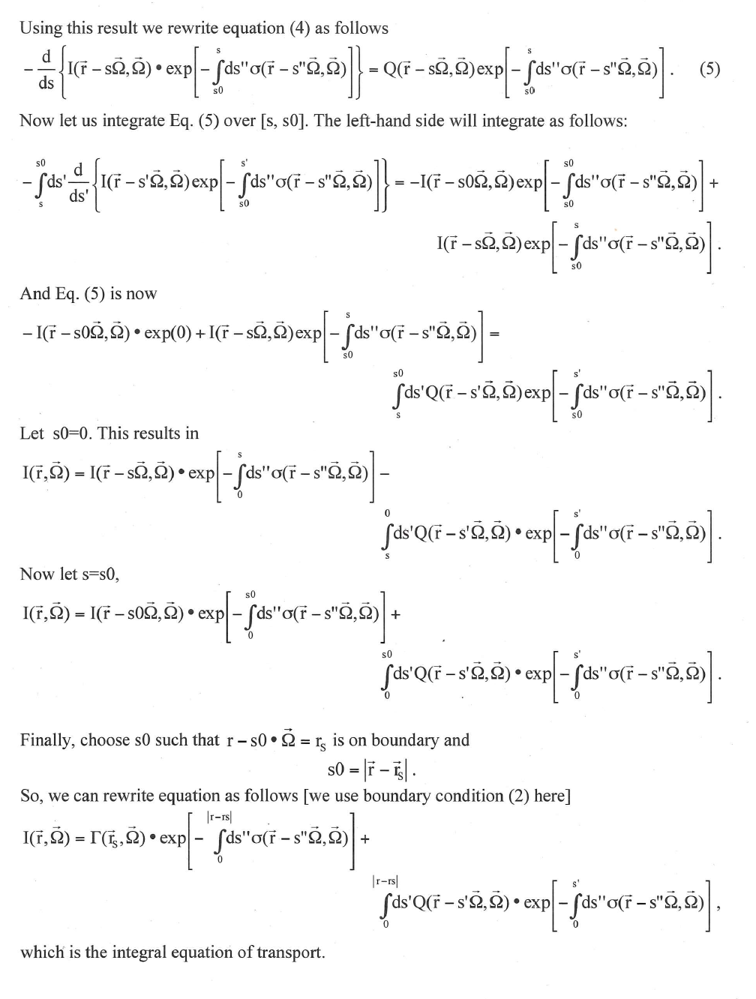 Using this result we rewrite equation (4) as follows
$-\frac{d}{ds}\left\{I(\vec{r}-s\vec{\Omega},\vec{\Omega})\bullet\exp\left[-\int_{s0}^{s}ds''\sigma(\vec{r}-s''\vec{\Omega},\vec{\Omega})\right]\right\}=Q(\vec{r}-s\vec{\Omega},\vec{\Omega})\exp\left[-\int_{s0}^{s}ds''\sigma(\vec{r}-s''\vec{\Omega},\vec{\Omega})\right].$ (5)
Now let us integrate Eq. (5) over [s, s0]. The left-hand side will integrate as follows:
$-\int_{s}^{s0}ds'\frac{d}{ds'}\left\{I(\vec{r}-s'\vec{\Omega},\vec{\Omega})\exp\left[-\int_{s0}^{s'}ds''\sigma(\vec{r}-s''\vec{\Omega},\vec{\Omega})\right]\right\}=-I(\vec{r}-s0\vec{\Omega},\vec{\Omega})\exp\left[-\int_{s0}^{s0}ds''\sigma(\vec{r}-s''\vec{\Omega},\vec{\Omega})\right]+$
$I(\vec{r}-s\vec{\Omega},\vec{\Omega})\exp\left[-\int_{s0}^{s}ds''\sigma(\vec{r}-s''\vec{\Omega},\vec{\Omega})\right].$
And Eq. (5) is now
$-I(\vec{r}-s0\vec{\Omega},\vec{\Omega})\bullet\exp(0)+I(\vec{r}-s\vec{\Omega},\vec{\Omega})\exp\left[-\int_{s0}^{s}ds''\sigma(\vec{r}-s''\vec{\Omega},\vec{\Omega})\right]=$
$\int_{s}^{s0}ds'Q(\vec{r}-s'\vec{\Omega},\vec{\Omega})\exp\left[-\int_{s0}^{s'}ds''\sigma(\vec{r}-s''\vec{\Omega},\vec{\Omega})\right].$
Let s0=0. This results in
$I(\vec{r},\vec{\Omega})=I(\vec{r}-s\vec{\Omega},\vec{\Omega})\bullet\exp\left[-\int_{0}^{s}ds''\sigma(\vec{r}-s''\vec{\Omega},\vec{\Omega})\right]-$
$\int_{s}^{0}ds'Q(\vec{r}-s'\vec{\Omega},\vec{\Omega})\bullet\exp\left[-\int_{0}^{s'}ds''\sigma(\vec{r}-s''\vec{\Omega},\vec{\Omega})\right].$
Now let s=s0,
$I(\vec{r},\vec{\Omega})=I(\vec{r}-s0\vec{\Omega},\vec{\Omega})\bullet\exp\left[-\int_{0}^{s0}ds''\sigma(\vec{r}-s''\vec{\Omega},\vec{\Omega})\right]+$
$\int_{0}^{s0}ds'Q(\vec{r}-s'\vec{\Omega},\vec{\Omega})\bullet\exp\left[-\int_{0}^{s'}ds''\sigma(\vec{r}-s''\vec{\Omega},\vec{\Omega})\right].$
Finally, choose s0 such that $r-s0\bullet\vec{\Omega}=r_s$ is on boundary and
$s0=|\vec{r}-\vec{r}_s|.$
So, we can rewrite equation as follows [we use boundary condition (2) here]
$I(\vec{r},\vec{\Omega})=\Gamma(\vec{r}_s,\vec{\Omega})\bullet\exp\left[-\int_{0}^{|r-rs|}ds''\sigma(\vec{r}-s''\vec{\Omega},\vec{\Omega})\right]+$
$\int_{0}^{|r-rs|}ds'Q(\vec{r}-s'\vec{\Omega},\vec{\Omega})\bullet\exp\left[-\int_{0}^{s'}ds''\sigma(\vec{r}-s''\vec{\Omega},\vec{\Omega})\right],$
which is the integral equation of transport.